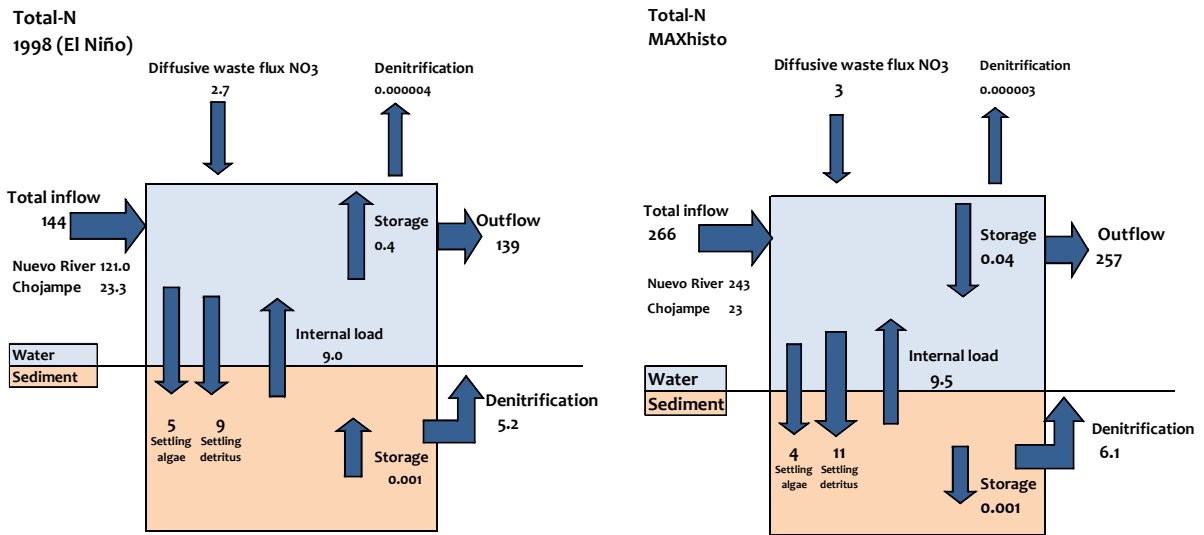 Total-N
1998 (El Niño)
Diffusive waste flux NO3
2.7
Denitrification
0.000004
Total inflow
144
Nuevo River 121.0
Chojampe 23.3
Storage
0.4
Outflow
139
Internal load
9.0
Water
Sediment
5
Settling
algae
9
Settling
detritus
Storage
0.001
Denitrification
5.2
Total-N
MAXhisto
Diffusive waste flux NO3
3
Denitrification
0.000003
Total inflow
266
Nuevo River 243
Chojampe 23
Storage
0.04
Outflow
257
Internal load
9.5
Water
Sediment
4
Settling
algae
11
Settling
detritus
Storage
0.001
Denitrification
6.1